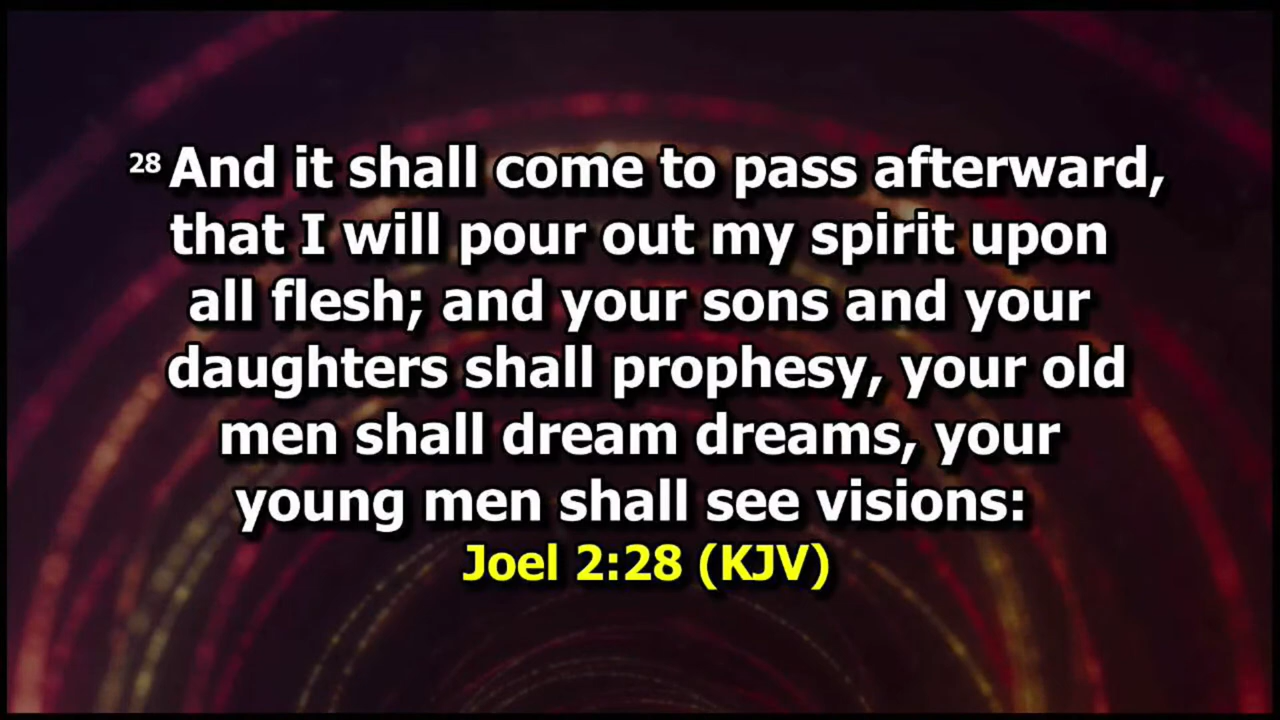 28 And it shall come to pass afterward,
that I will pour out my spirit upon
all flesh; and your sons and your
daughters shall prophesy, your old
men shall dream dreams, your
young men shall see visions:
Joel 2:28 (KJV)